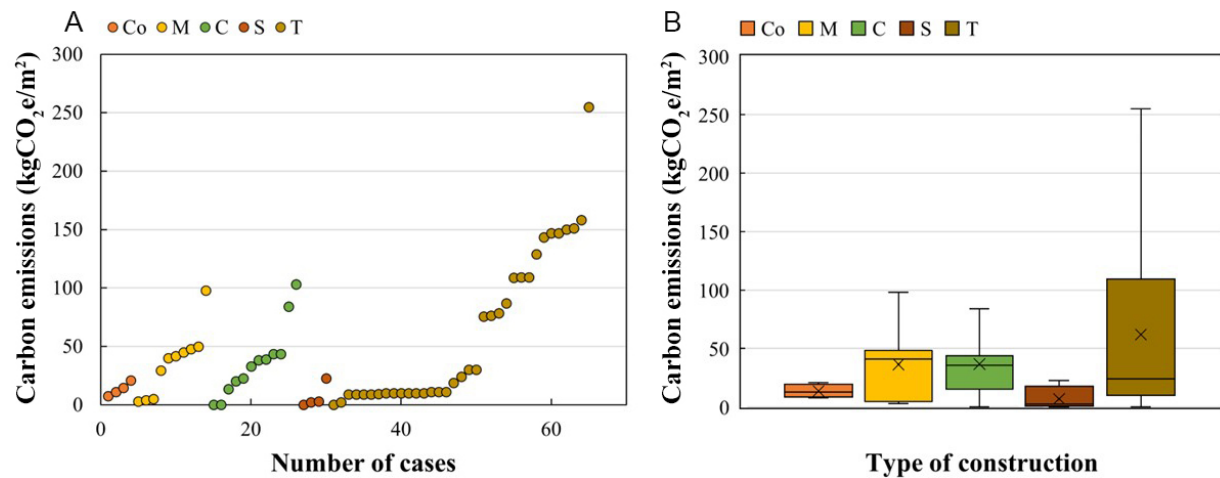 A
Co M C S T
Carbon emissions (kgCO₂e/m²)
300
250
200
150
100
50
0
0 20 40 60
Number of cases
B
Co M C S T
Carbon emissions (kgCO₂e/m²)
300
250
200
150
100
50
0
Type of construction